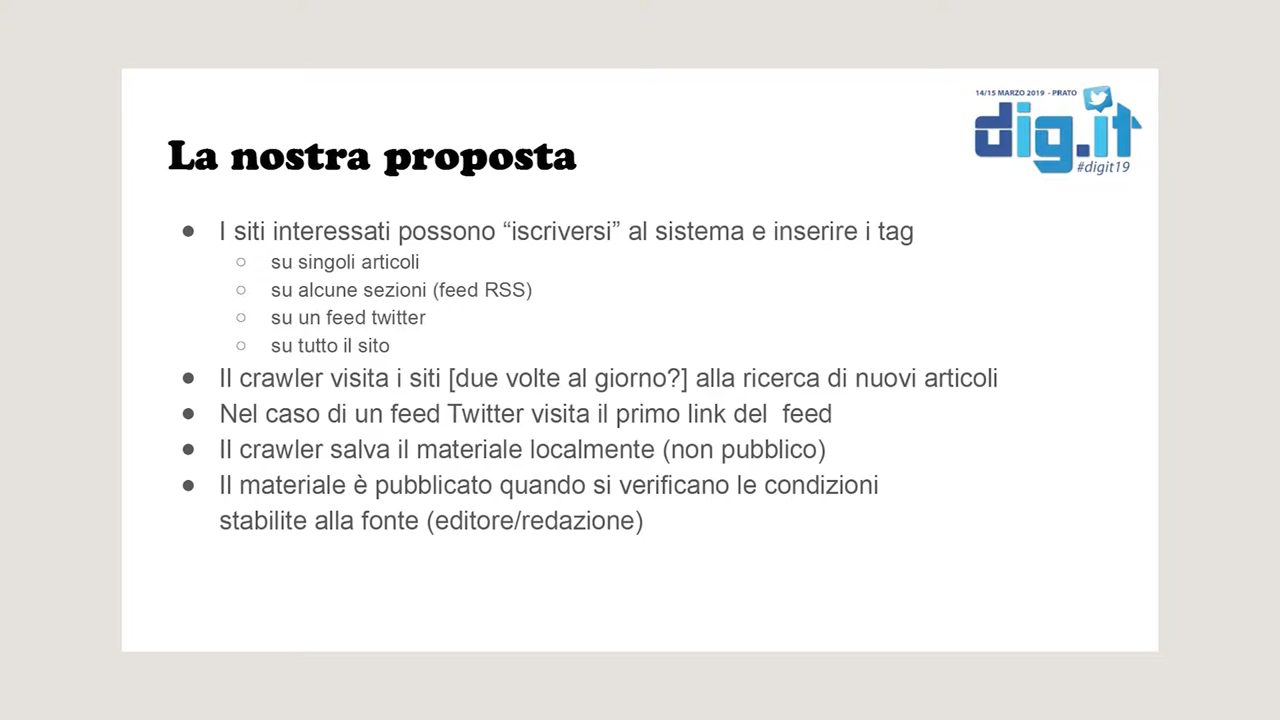 14/15 MARZO 2019 - PRATO
dig.it
#digit19
La nostra proposta
● I siti interessati possono “iscriversi” al sistema e inserire i tag
○ su singoli articoli
○ su alcune sezioni (feed RSS)
○ su un feed twitter
○ su tutto il sito
● Il crawler visita i siti [due volte al giorno?] alla ricerca di nuovi articoli
● Nel caso di un feed Twitter visita il primo link del  feed
● Il crawler salva il materiale localmente (non pubblico)
● Il materiale è pubblicato quando si verificano le condizioni
stabilite alla fonte (editore/redazione)